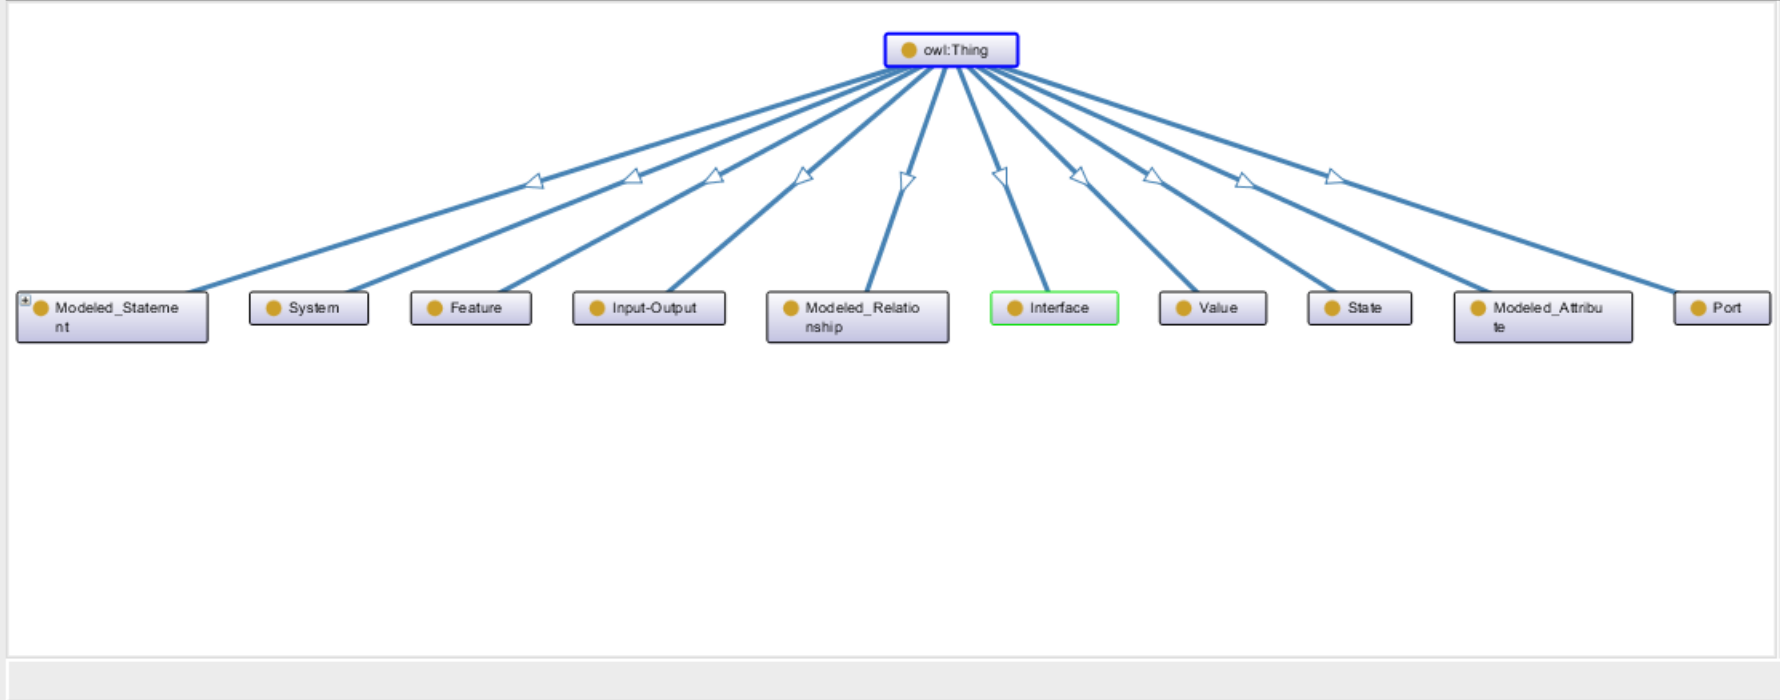 owl:Thing
Modeled_Stateme
nt
System
Feature
Input-Output
Modeled_Relatio
nship
Interface
Value
State
Modeled_Attribu
te
Port